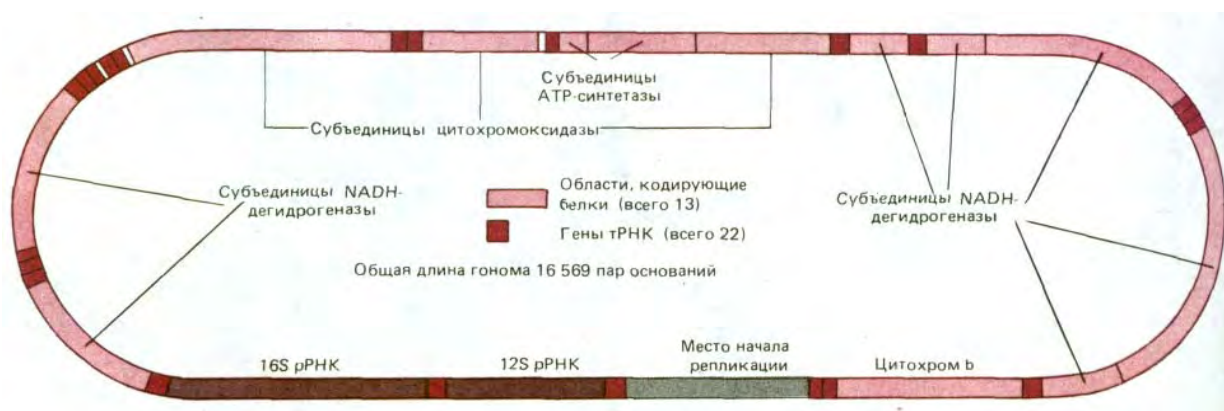 Субъединицы
АТР-синтетазы
Субъединицы цитохромоксидазы
Субъединицы NADH-
дегидрогеназы
Области, кодирующие
белки (всего 13)
Гены тРНК (всего 22)
Общая длина гонома 16 569 пар оснований
Субъединицы NADH-
дегидрогеназы
16S рРНК
12S рРНК
Место начала
репликации
Цитохром b